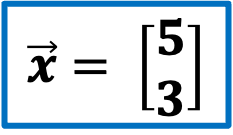 x⃗ = [5
3]